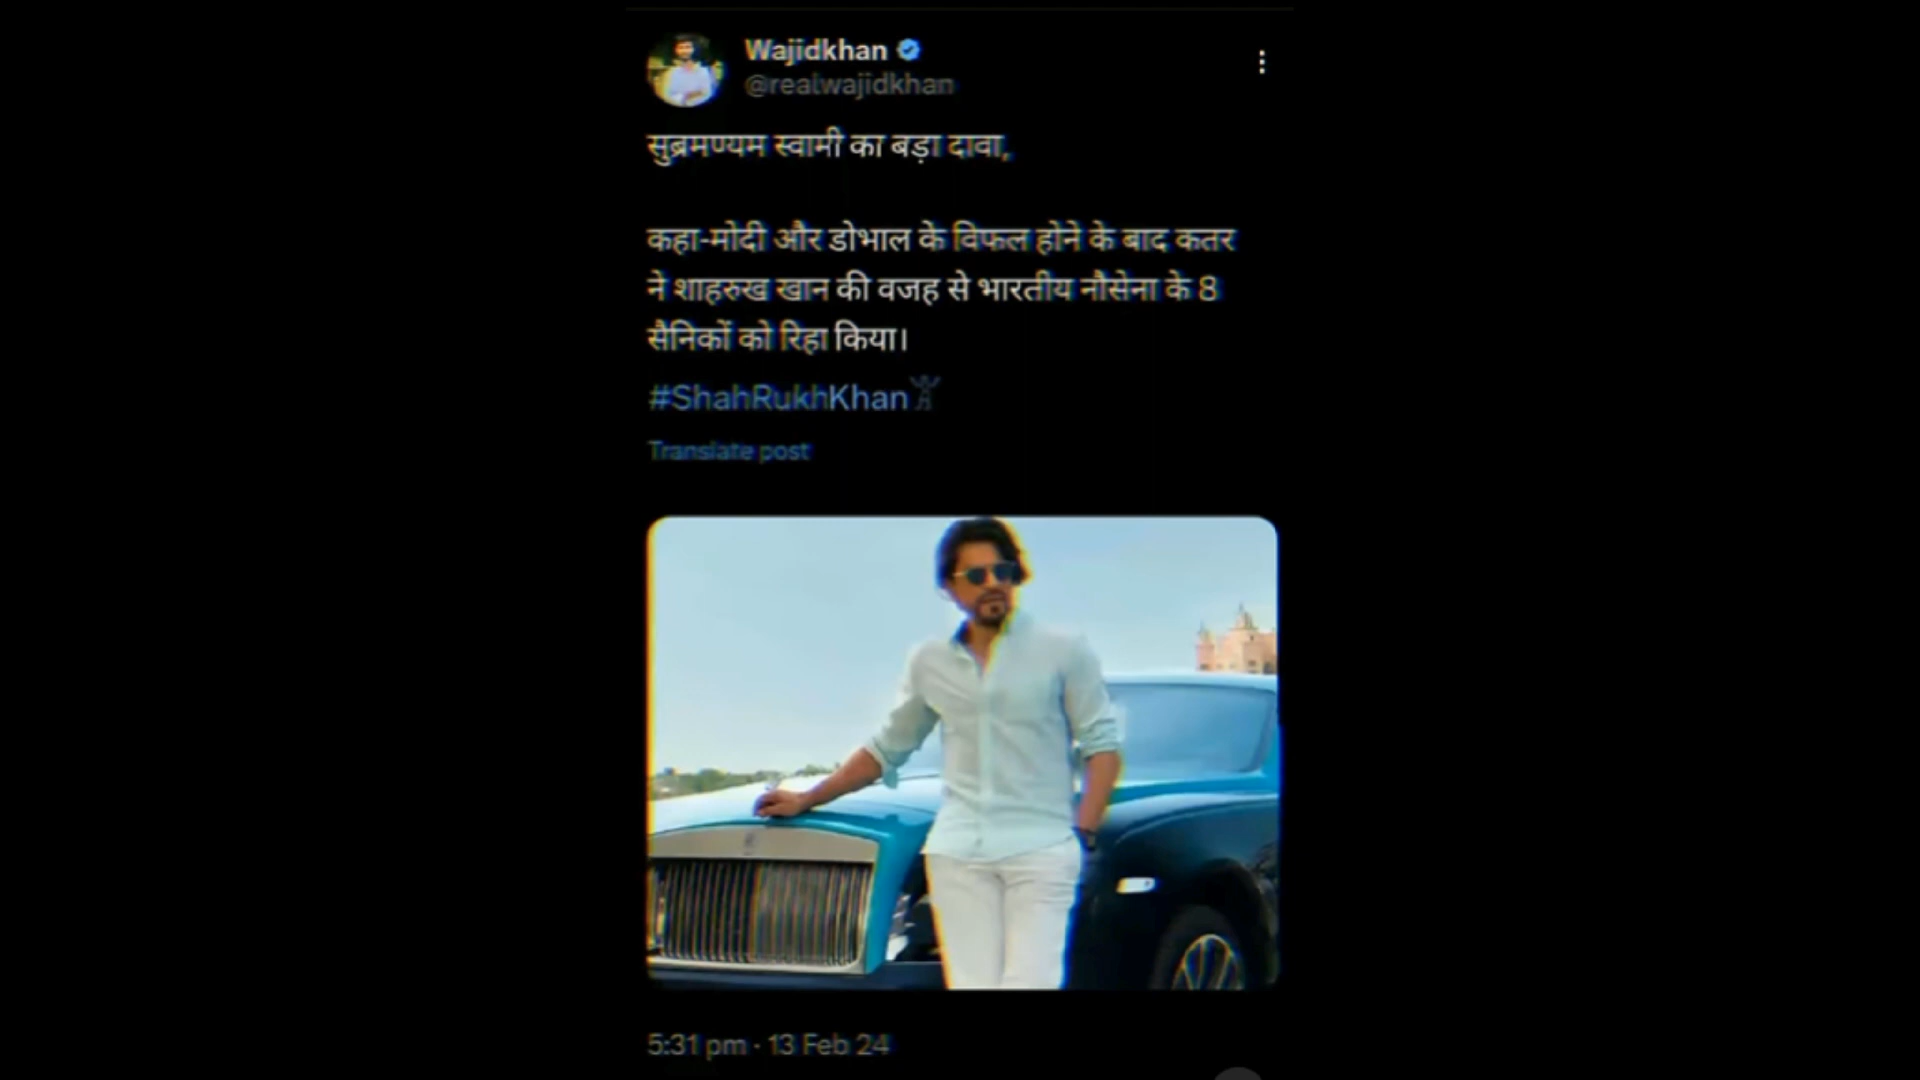 Wajidkhan
@realwajidkhan
सुब्रमण्यम स्वामी का बड़ा दावा,
कहा-मोदी और डोभाल के विफल होने के बाद कतर
ने शाहरुख खान की वजह से भारतीय नौसेना के 8
सैनिकों को रिहा किया।
#ShahRukhKhan
Translate post
5:31 pm · 13 Feb 24